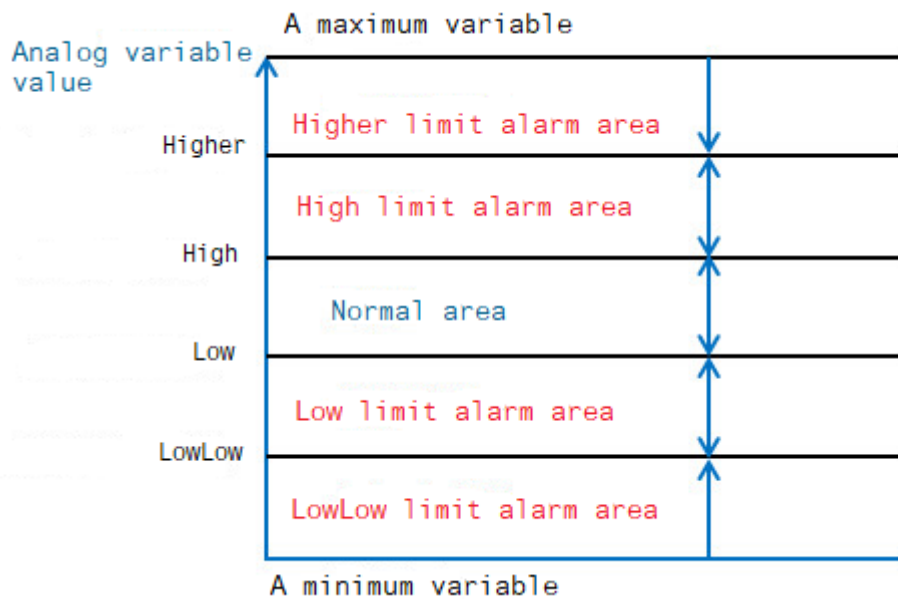 A maximum variable
Analog variable
value
Higher limit alarm area
Higher
High limit alarm area
High
Normal area
Low
Low limit alarm area
LowLow
LowLow limit alarm area
A minimum variable